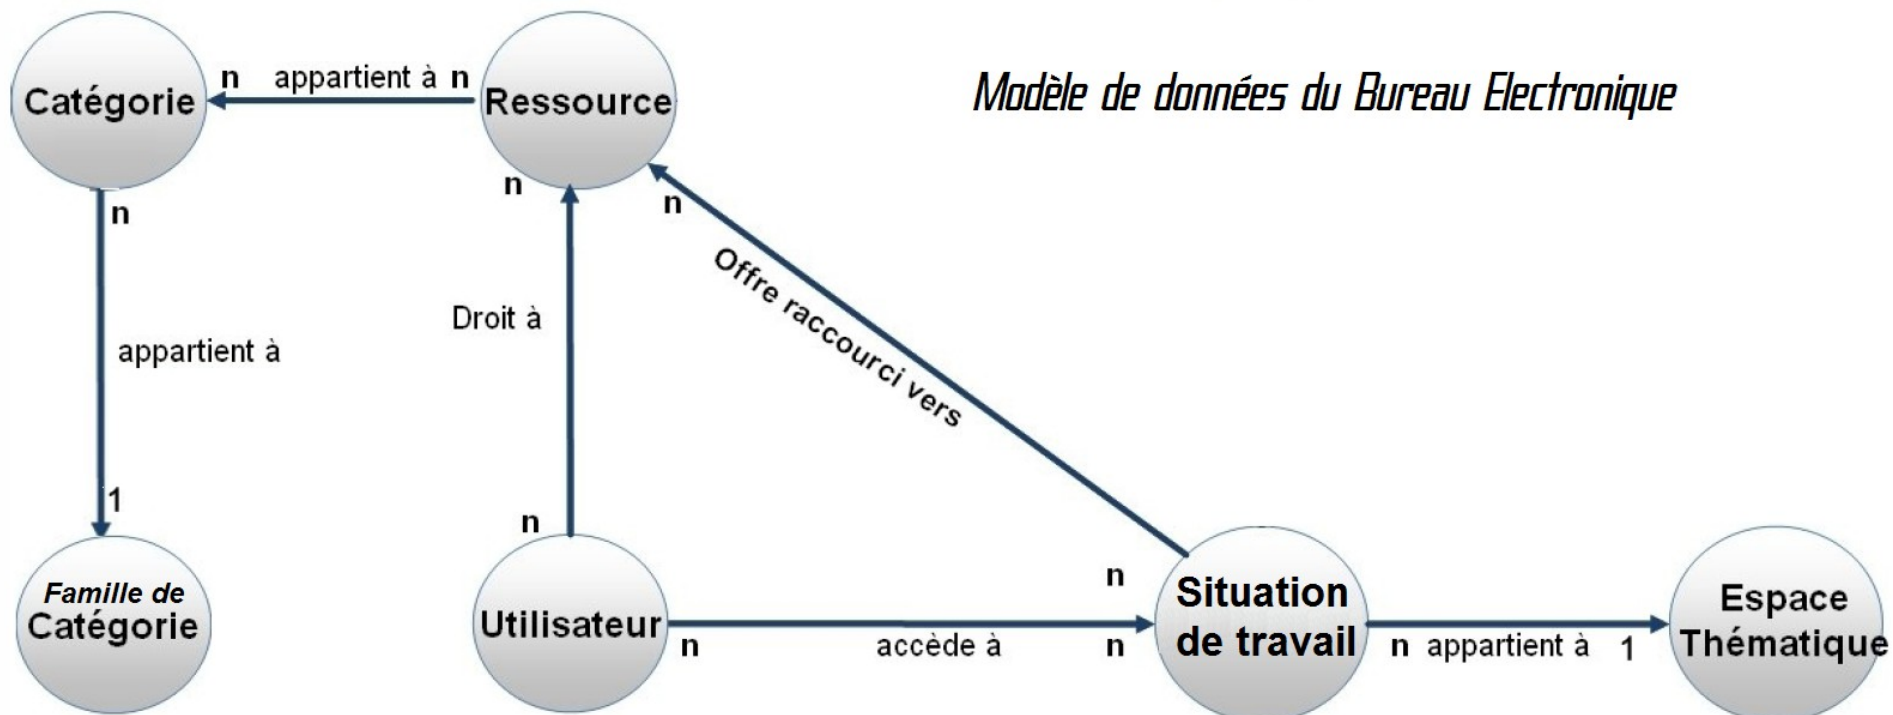 Modèle de données du Bureau Electronique
Catégorie
n appartient à n
Ressource
n
n
n
Offre raccourci vers
Droit à
appartient à
1
n
Famille de
Catégorie
Utilisateur
n accède à n
n
Situation
de travail
n appartient à 1
Espace
Thématique